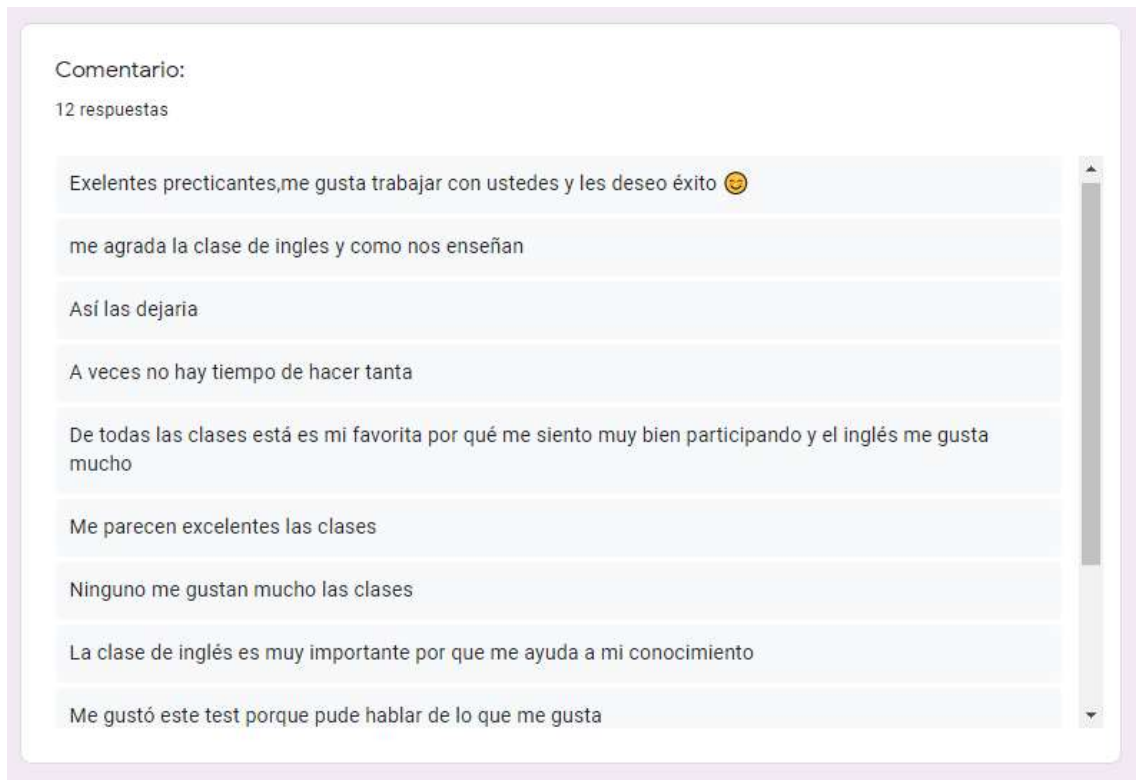 Comentario:
12 respuestas
Exelentes precticantes,me gusta trabajar con ustedes y les deseo éxito 😊
me agrada la clase de ingles y como nos enseñan
Así las dejaria
A veces no hay tiempo de hacer tanta
De todas las clases está es mi favorita por qué me siento muy bien participando y el inglés me gusta
mucho
Me parecen excelentes las clases
Ninguno me gustan mucho las clases
La clase de inglés es muy importante por que me ayuda a mi conocimiento
Me gustó este test porque pude hablar de lo que me gusta